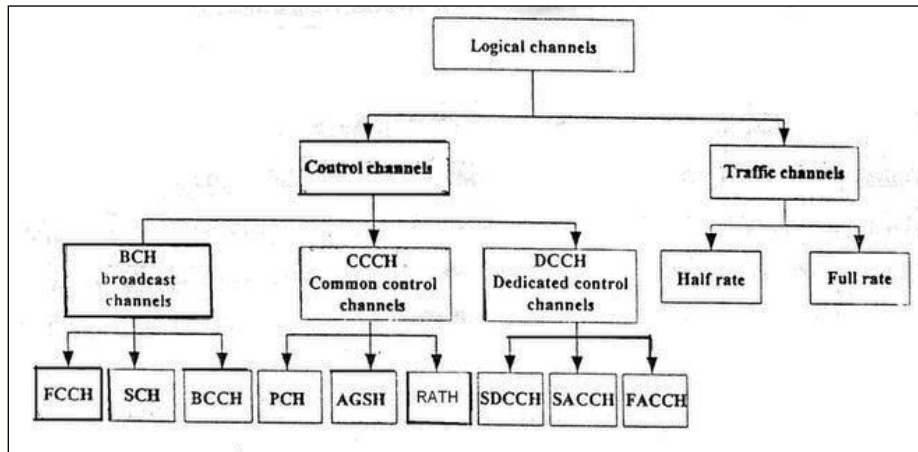 Logical channels
Control channels
Traffic channels
BCH
broadcast
channels
CCCH
Common control
channels
DCCH
Dedicated control
channels
Half rate
Full rate
FCCH
SCH
BCCH
PCH
AGSH
RATH
SDCCH
SACCH
FACCH